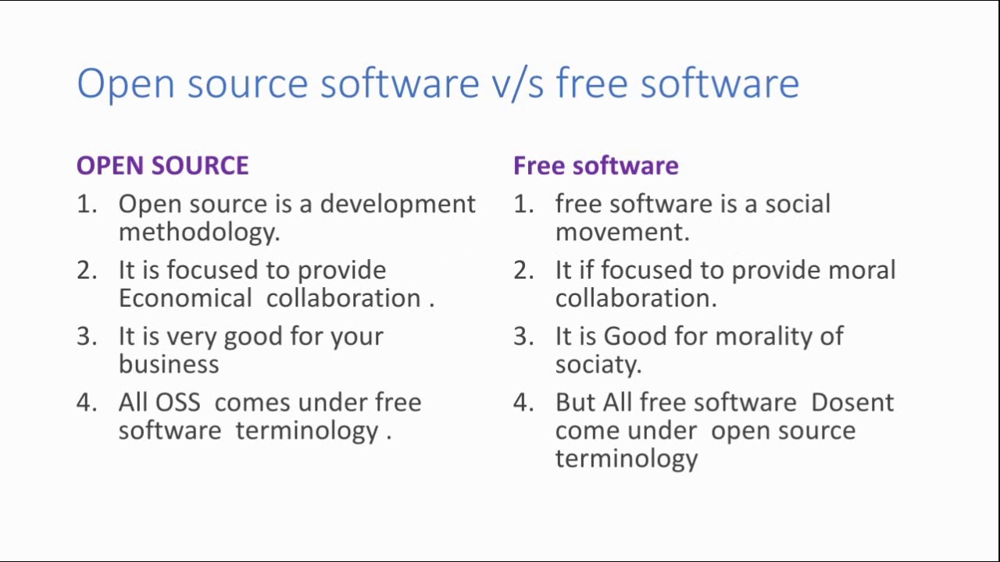 Open source software v/s free software
OPEN SOURCE
1. Open source is a development
methodology.
2. It is focused to provide
Economical  collaboration .
3. It is very good for your
business
4. All OSS  comes under free
software  terminology .
Free software
1. free software is a social
movement.
2. It if focused to provide moral
collaboration.
3. It is Good for morality of
sociaty.
4. But All free software  Dosent
come under  open source
terminology